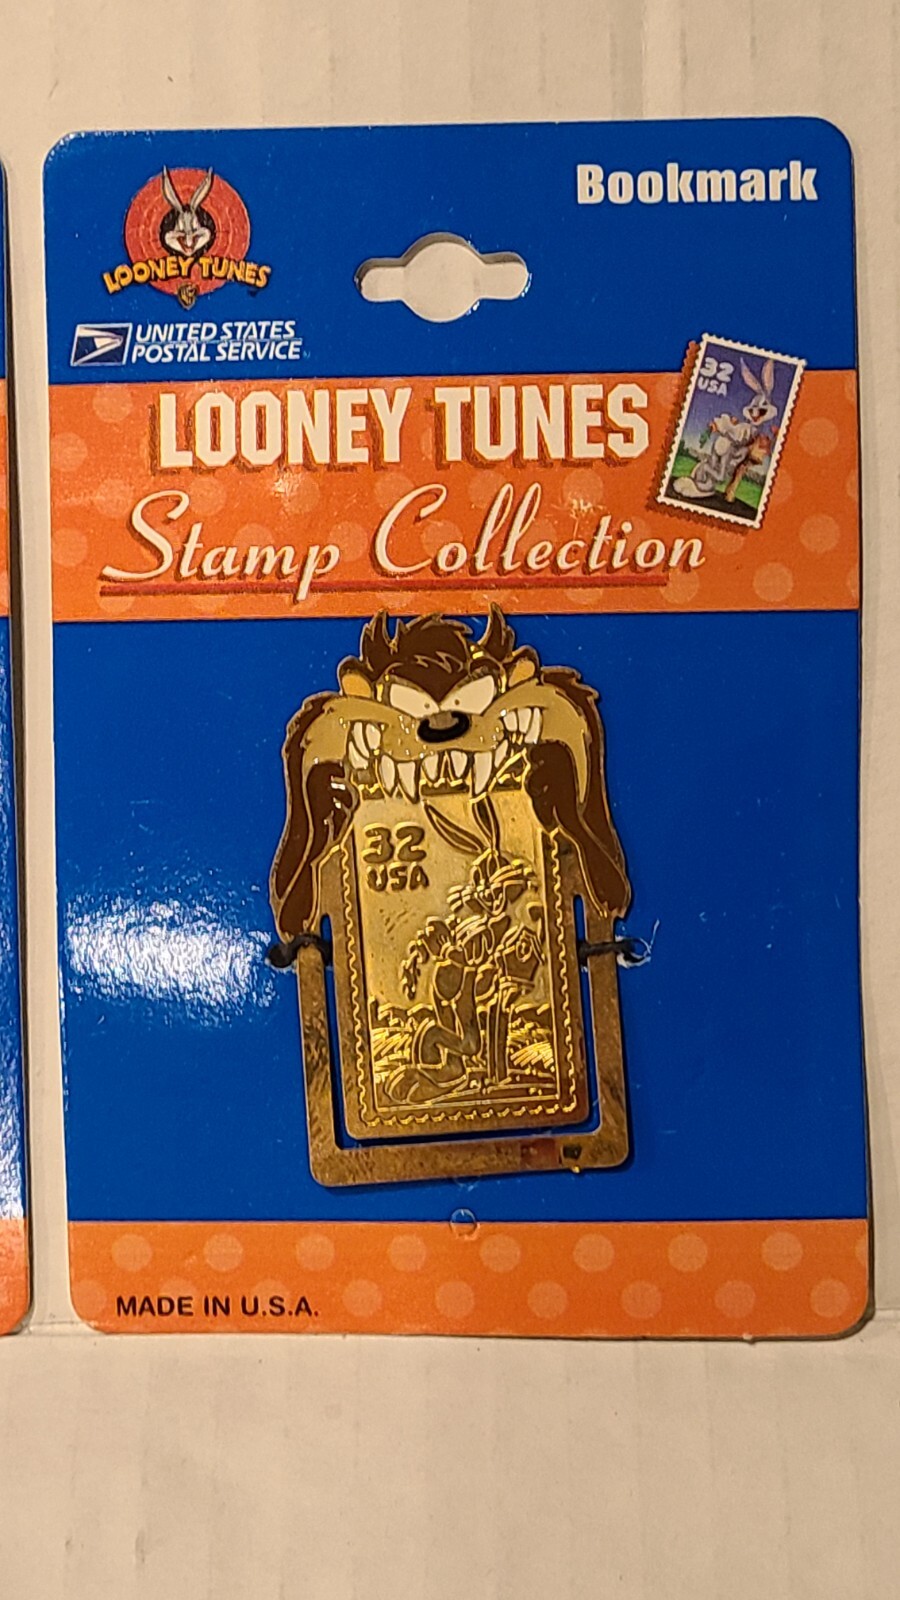 Bookmark
LOONEY TUNES
UNITED STATES
POSTAL SERVICE
32
USA
LOONEY TUNES
Stamp Collection
32
USA
MADE IN U.S.A.